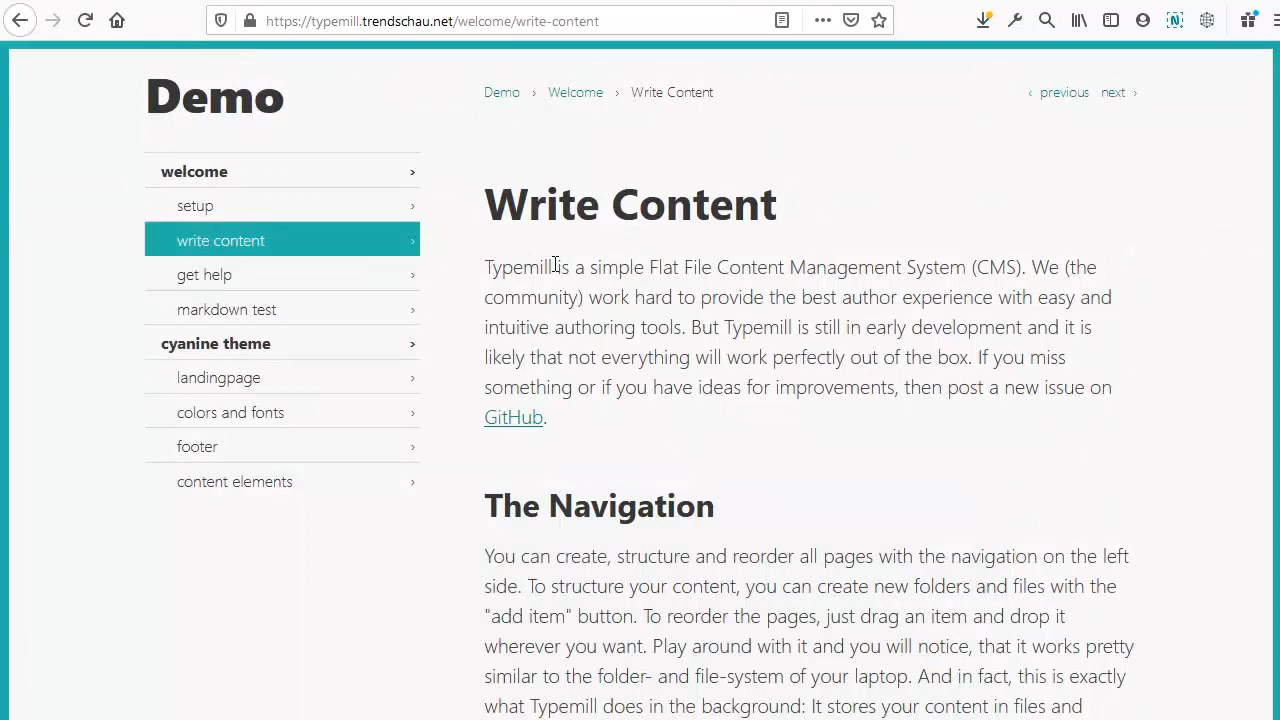 https://typemill.trendschau.net/welcome/write-content
Demo
welcome ›
setup ›
write content ›
get help ›
markdown test ›
cyanine theme ›
landingpage ›
colors and fonts ›
footer ›
content elements ›
Demo › Welcome › Write Content
‹ previous next ›
Write Content
Typemill is a simple Flat File Content Management System (CMS). We (the
community) work hard to provide the best author experience with easy and
intuitive authoring tools. But Typemill is still in early development and it is
likely that not everything will work perfectly out of the box. If you miss
something or if you have ideas for improvements, then post a new issue on
GitHub.
The Navigation
You can create, structure and reorder all pages with the navigation on the left
side. To structure your content, you can create new folders and files with the
"add item" button. To reorder the pages, just drag an item and drop it
wherever you want. Play around with it and you will notice, that it works pretty
similar to the folder- and file-system of your laptop. And in fact, this is exactly
what Typemill does in the background: It stores your content in files and